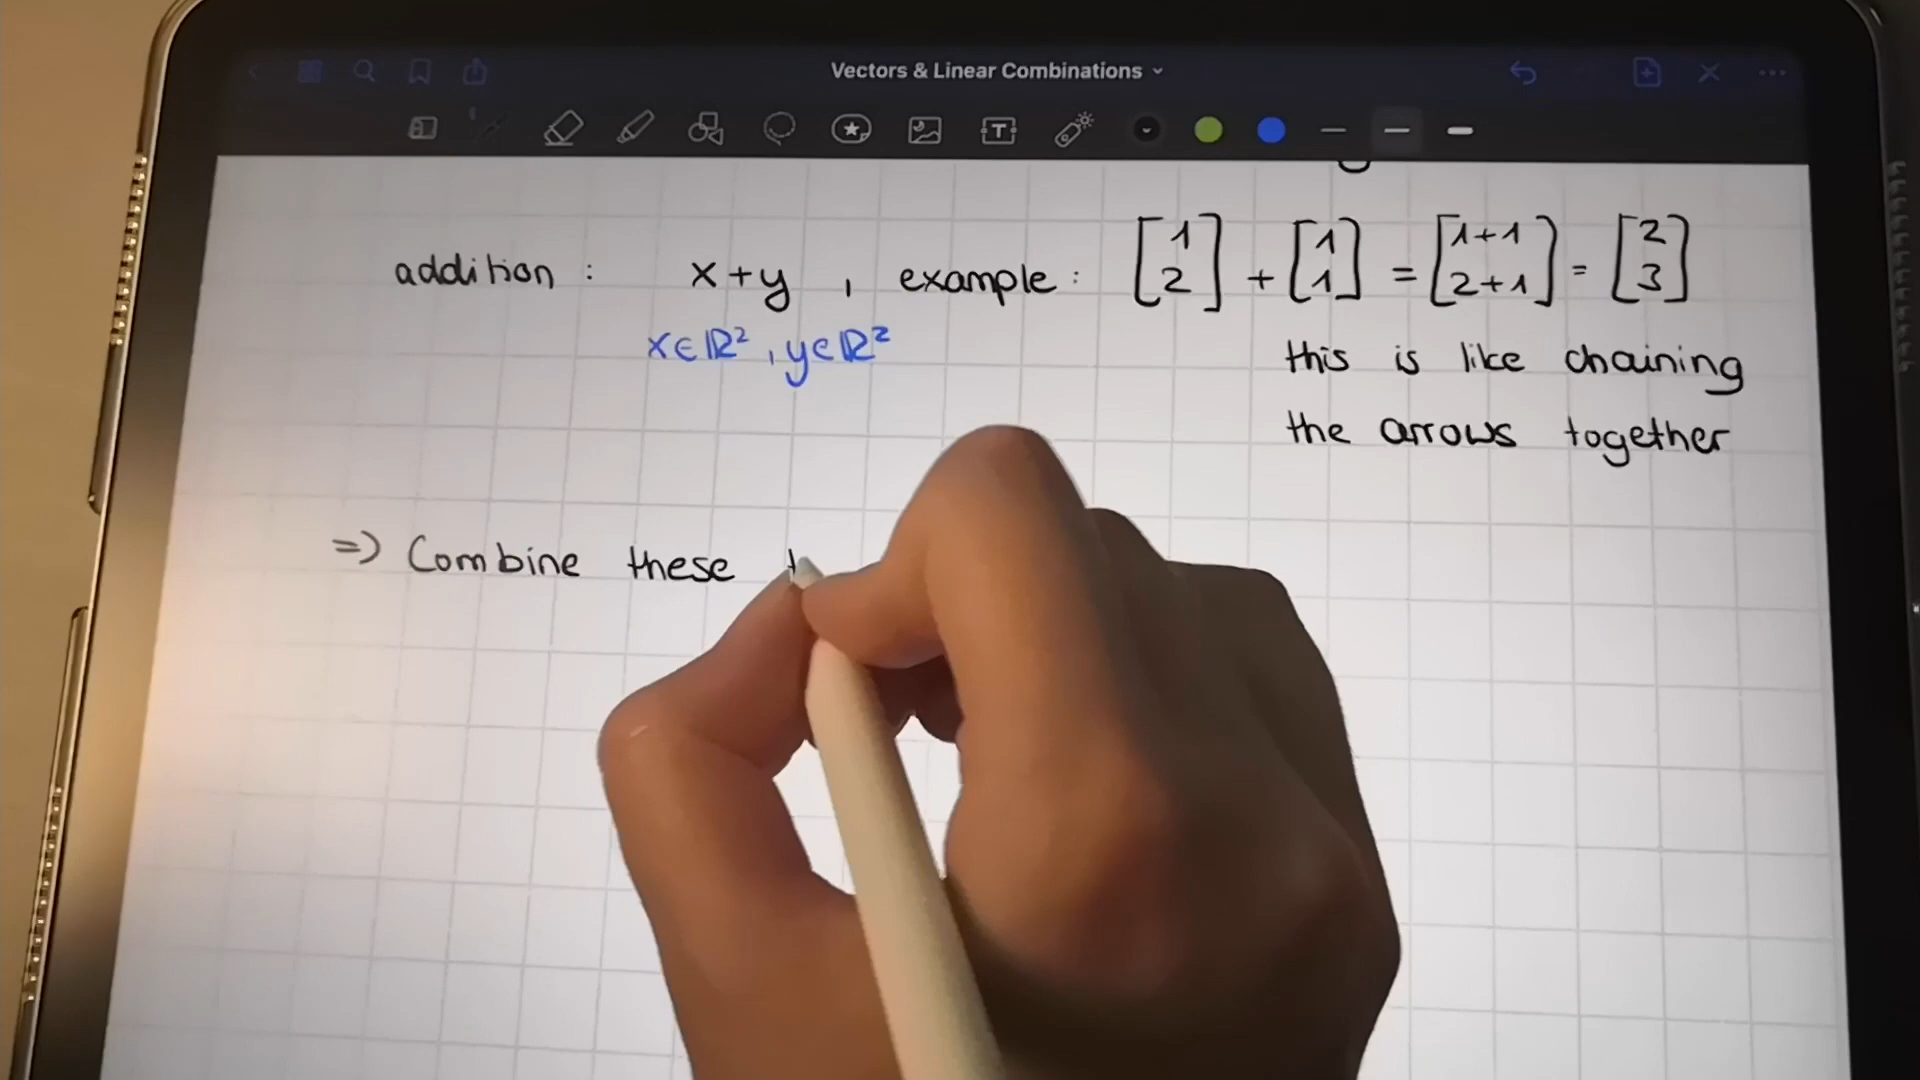 Vectors & Linear Combinations
addition : x+y , example : [1 2] + [1 1] = [1+1 2+1] = [2 3]
x∈ℝ² , y∈ℝ²
this is like chaining
the arrows together
=> Combine these